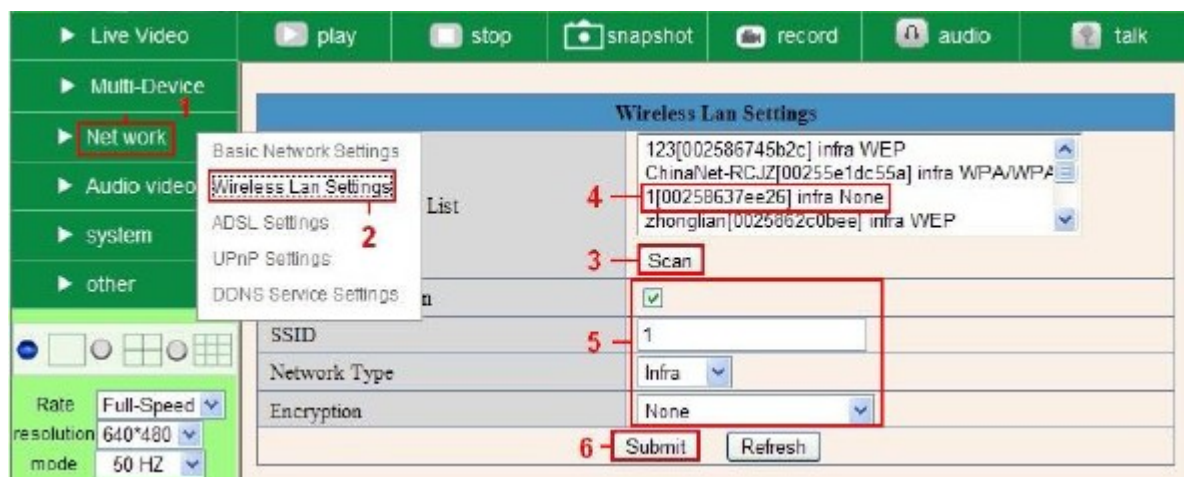 Live Video
play
stop
snapshot
record
audio
talk
Multi-Device
1
Net work
Audio video
system
other
Basic Network Settings
Wireless Lan Settings
2
ADSL Settings
UPnP Settings
DDNS Service Settings
Wireless Lan Settings
List
123[002586745b2c] infra WEP
ChinaNet-RCJZ[00255e1dc55a] infra WPA/WPA
4
1[00258637ee26] infra None
zhonglian[0025862c0bee] infra WEP
3
Scan
n
SSID
5
1
Network Type
Infra
Encryption
None
6
Submit
Refresh
Rate
Full-Speed
resolution
640*480
mode
50 HZ